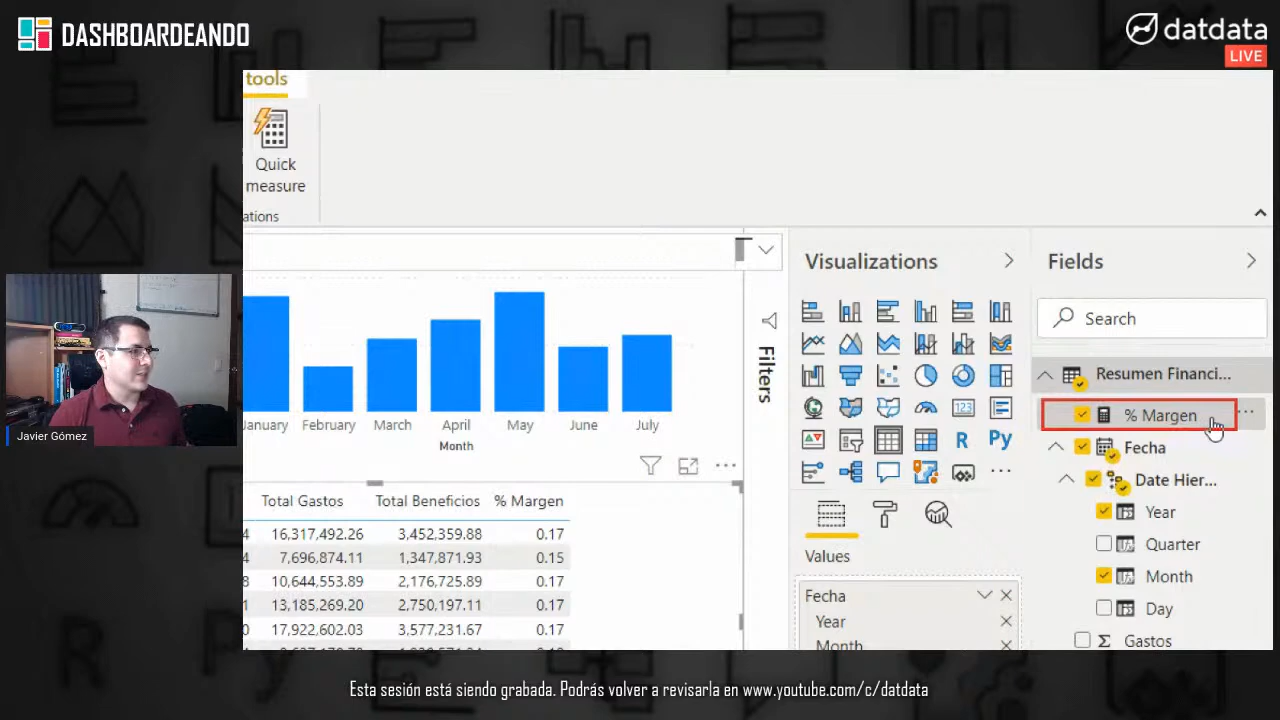 DASHBOARDEANDO
datdata
LIVE
tools
Quick
measure
ations
Visualizations
Fields
Search
Filters
Resumen Financi...
% Margen
Fecha
Date Hier...
Year
Quarter
Month
Day
Gastos
January February March April May June July
Month
Total Gastos Total Beneficios % Margen
4 16,317,492.26 3,452,359.88 0.17
4 7,696,874.11 1,347,871.93 0.15
8 10,644,553.89 2,176,725.89 0.17
1 13,185,269.20 2,750,197.11 0.17
0 17,922,602.03 3,577,231.67 0.17
R Py
Values
Fecha
Year
Month
Javier Gómez
Esta sesión está siendo grabada. Podrás volver a revisarla en www.youtube.com/c/datdata